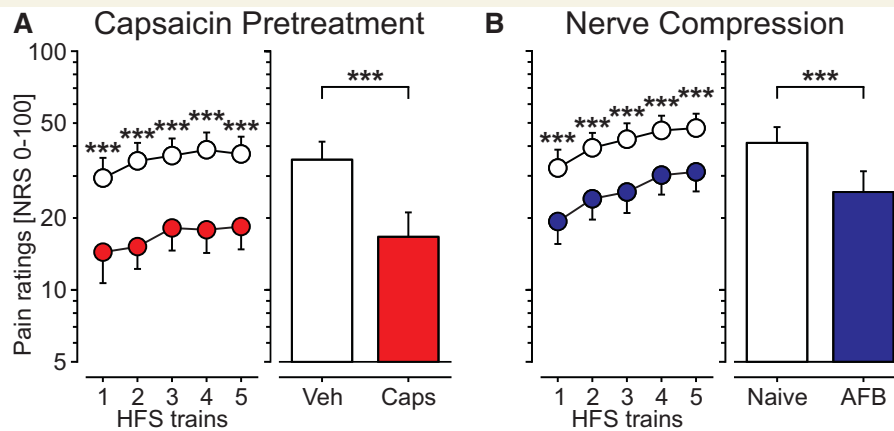 A Capsaicin Pretreatment
B Nerve Compression
Pain ratings [NRS 0-100]
100
50
20
10
5
*** *** *** *** ***
***
*** *** *** *** ***
***
1 2 3 4 5
HFS trains
Veh Caps
1 2 3 4 5
HFS trains
Naive AFB